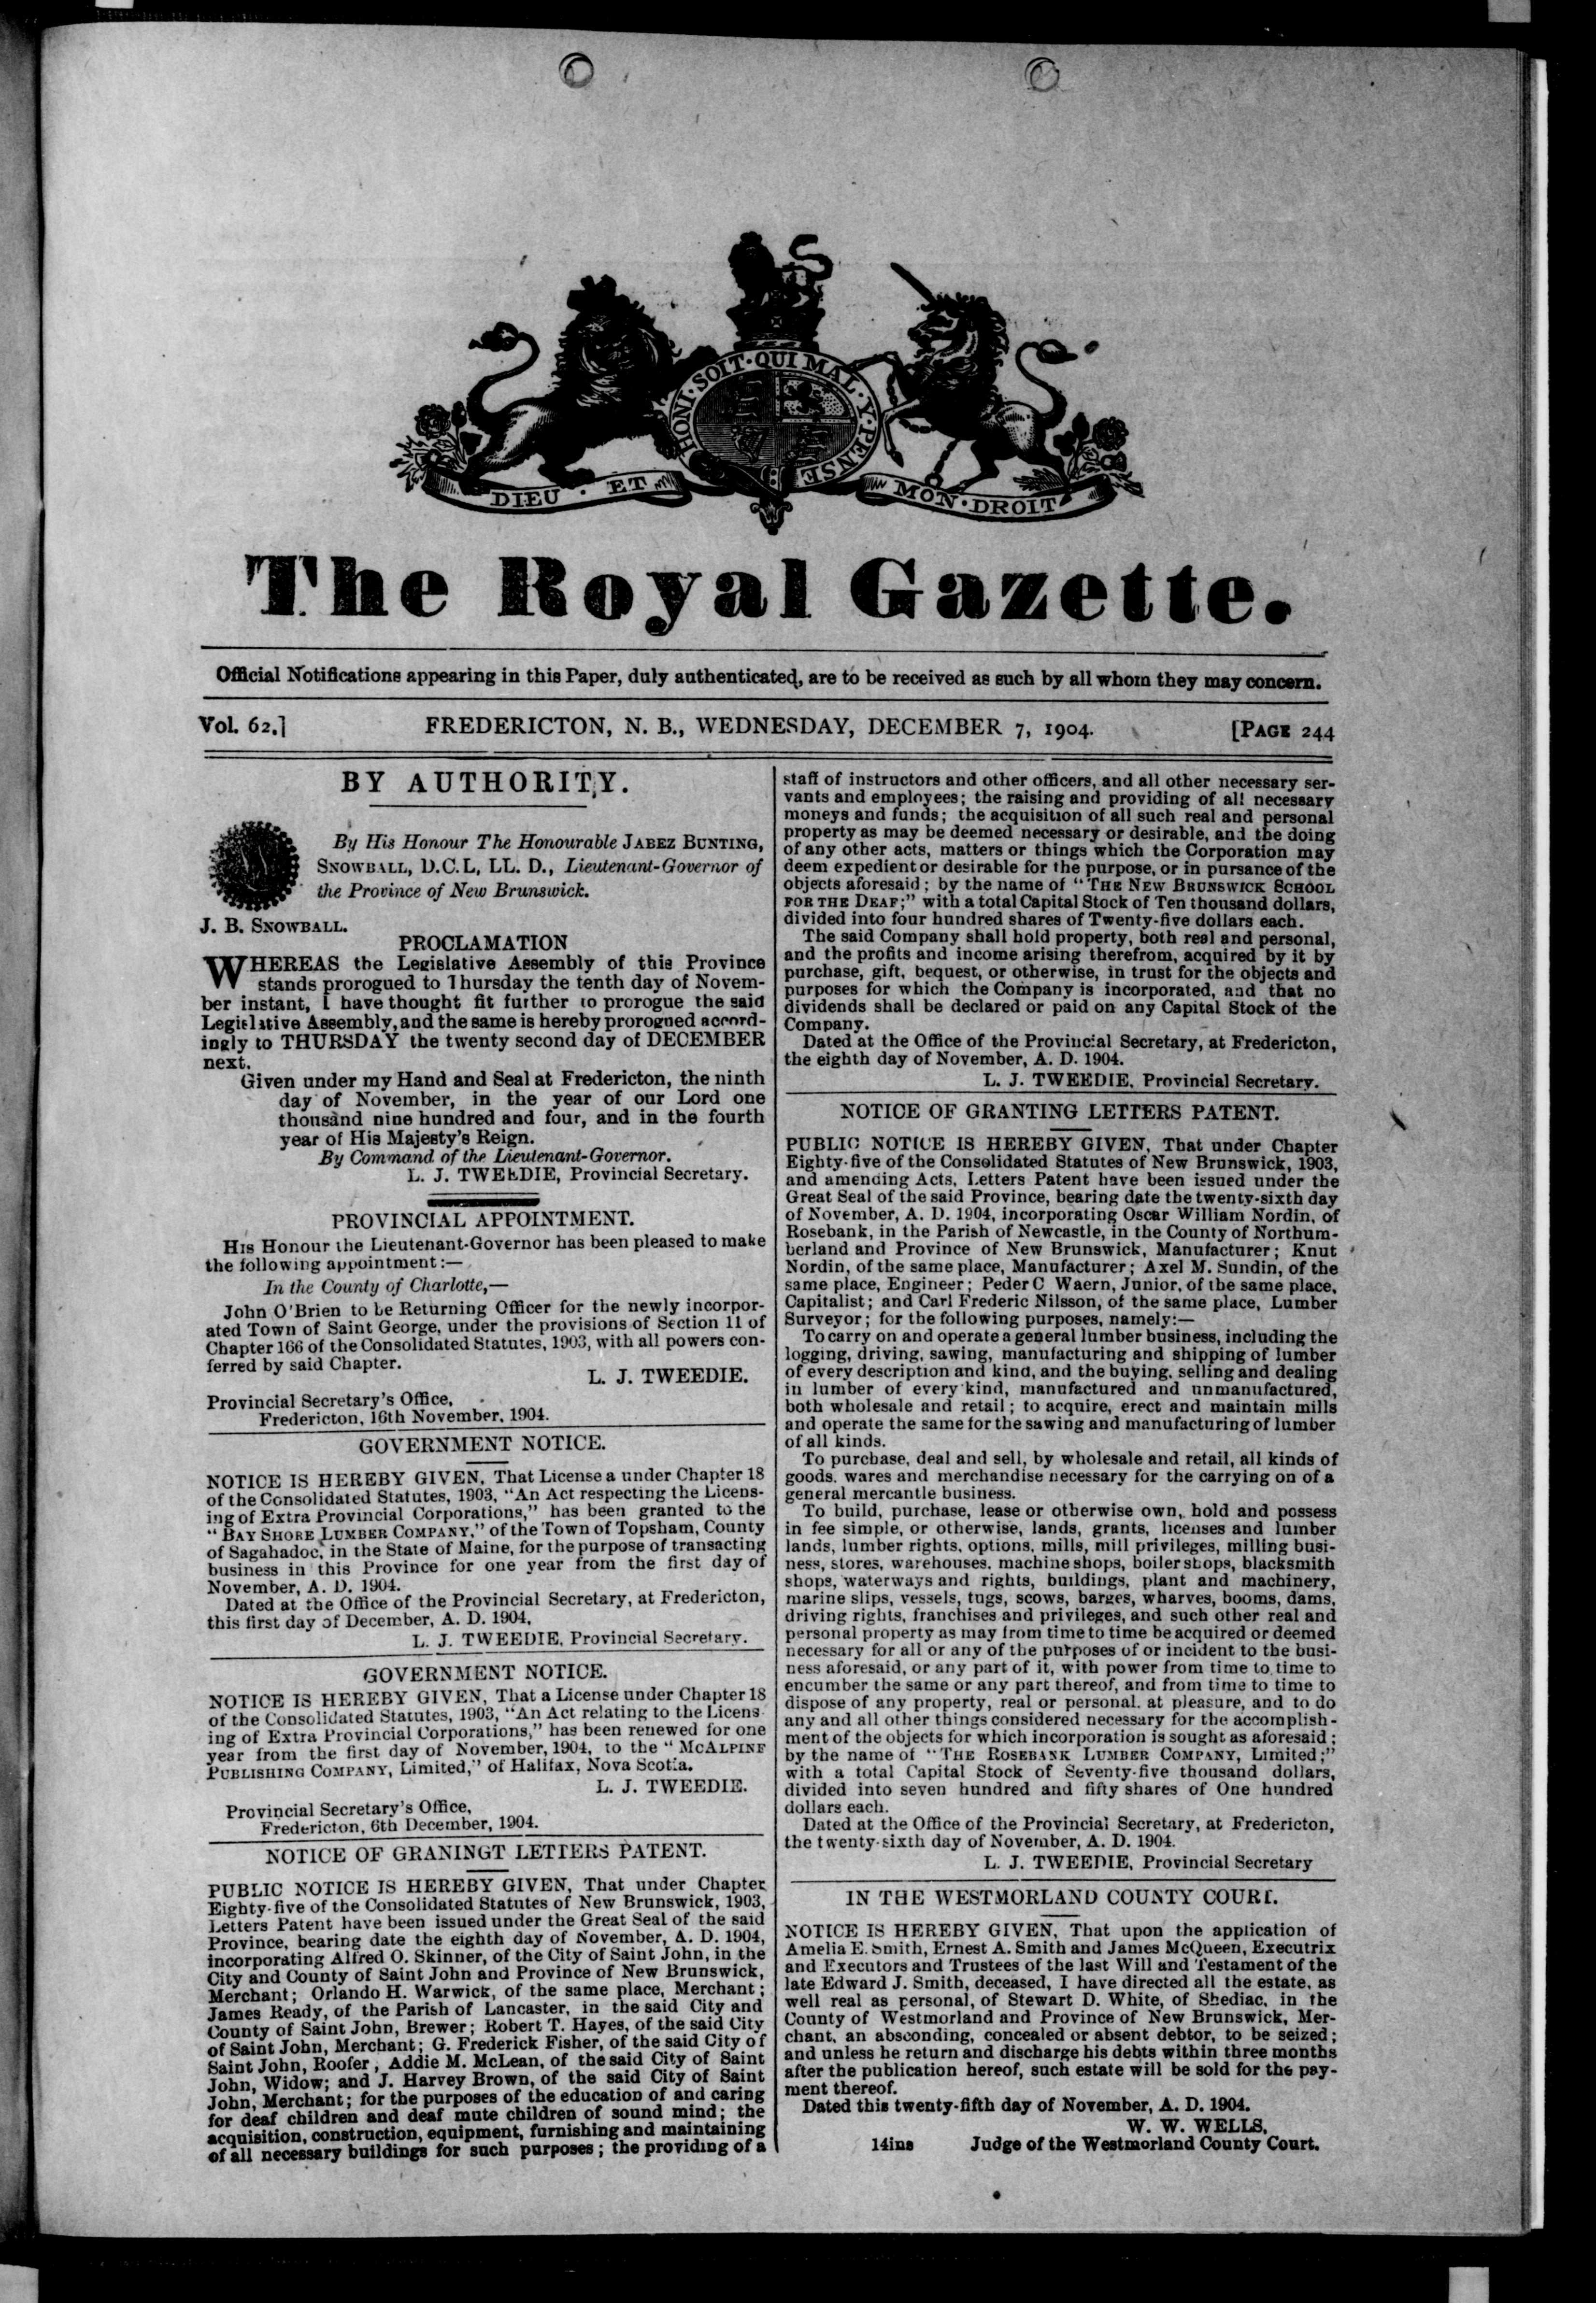 HONI·SOIT·QUI MAL·Y·PENSE
DIEU · ET MON·DROIT
The Royal Gazette.
Official Notifications appearing in this Paper, duly authenticated, are to be received as such by all whom they may concern.
Vol. 62.] FREDERICTON, N. B., WEDNESDAY, DECEMBER 7, 1904. [PAGE 244
BY AUTHORITY.
By His Honour The Honourable JABEZ BUNTING,
SNOWBALL, D.C.L, LL. D., Lieutenant-Governor of
the Province of New Brunswick.
J. B. SNOWBALL.
PROCLAMATION
WHEREAS the Legislative Assembly of this Province
stands prorogued to Thursday the tenth day of Novem-
ber instant, I have thought fit further to prorogue the said
Legislative Assembly, and the same is hereby prorogued accord-
ingly to THURSDAY the twenty second day of DECEMBER
next.
Given under my Hand and Seal at Fredericton, the ninth
day of November, in the year of our Lord one
thousand nine hundred and four, and in the fourth
year of His Majesty's Reign.
By Command of the Lieutenant-Governor.
L. J. TWEEDIE, Provincial Secretary.
PROVINCIAL APPOINTMENT.
HIS Honour the Lieutenant-Governor has been pleased to make
the following appointment:—
In the County of Charlotte,—
John O'Brien to be Returning Officer for the newly incorpor-
ated Town of Saint George, under the provisions of Section 11 of
Chapter 166 of the Consolidated Statutes, 1903, with all powers con-
ferred by said Chapter.
L. J. TWEEDIE.
Provincial Secretary's Office,
Fredericton, 16th November, 1904.
GOVERNMENT NOTICE.
NOTICE IS HEREBY GIVEN, That License a under Chapter 18
of the Consolidated Statutes, 1903, "An Act respecting the Licens-
ing of Extra Provincial Corporations," has been granted to the
"BAY SHORE LUMBER COMPANY," of the Town of Topsham, County
of Sagahadoc, in the State of Maine, for the purpose of transacting
business in this Province for one year from the first day of
November, A. D. 1904.
Dated at the Office of the Provincial Secretary, at Fredericton,
this first day of December, A. D. 1904,
L. J. TWEEDIE, Provincial Secretary.
GOVERNMENT NOTICE.
NOTICE IS HEREBY GIVEN, That a License under Chapter 18
of the Consolidated Statutes, 1903, "An Act relating to the Licens-
ing of Extra Provincial Corporations," has been renewed for one
year from the first day of November, 1904, to the "MCALPINE
PUBLISHING COMPANY, Limited," of Halifax, Nova Scotia.
L. J. TWEEDIE.
Provincial Secretary's Office,
Fredericton, 6th December, 1904.
NOTICE OF GRANINGT LETTERS PATENT.
PUBLIC NOTICE IS HEREBY GIVEN, That under Chapter
Eighty-five of the Consolidated Statutes of New Brunswick, 1903,
Letters Patent have been issued under the Great Seal of the said
Province, bearing date the eighth day of November, A. D. 1904,
incorporating Alfred O. Skinner, of the City of Saint John, in the
City and County of Saint John and Province of New Brunswick,
Merchant; Orlando H. Warwick, of the same place, Merchant;
James Ready, of the Parish of Lancaster, in the said City and
County of Saint John, Brewer; Robert T. Hayes, of the said City
of Saint John, Merchant; G. Frederick Fisher, of the said City of
Saint John, Roofer, Addie M. McLean, of the said City of Saint
John, Widow; and J. Harvey Brown, of the said City of Saint
John, Merchant; for the purposes of the education of and caring
for deaf children and deaf mute children of sound mind; the
acquisition, construction, equipment, furnishing and maintaining
of all necessary buildings for such purposes; the providing of a
staff of instructors and other officers, and all other necessary ser-
vants and employees; the raising and providing of all necessary
moneys and funds; the acquisition of all such real and personal
property as may be deemed necessary or desirable, and the doing
of any other acts, matters or things which the Corporation may
deem expedient or desirable for the purpose, or in pursance of the
objects aforesaid; by the name of "THE NEW BRUNSWICK SCHOOL
FOR THE DEAF;" with a total Capital Stock of Ten thousand dollars,
divided into four hundred shares of Twenty-five dollars each.
The said Company shall hold property, both real and personal,
and the profits and income arising therefrom, acquired by it by
purchase, gift, bequest, or otherwise, in trust for the objects and
purposes for which the Company is incorporated, and that no
dividends shall be declared or paid on any Capital Stock of the
Company.
Dated at the Office of the Provincial Secretary, at Fredericton,
the eighth day of November, A. D. 1904.
L. J. TWEEDIE, Provincial Secretary.
NOTICE OF GRANTING LETTERS PATENT.
PUBLIC NOTICE IS HEREBY GIVEN, That under Chapter
Eighty-five of the Consolidated Statutes of New Brunswick, 1903,
and amending Acts, Letters Patent have been issued under the
Great Seal of the said Province, bearing date the twenty-sixth day
of November, A. D. 1904, incorporating Oscar William Nordin, of
Rosebank, in the Parish of Newcastle, in the County of Northum-
berland and Province of New Brunswick, Manufacturer; Knut
Nordin, of the same place, Manufacturer; Axel M. Sundin, of the
same place, Engineer; Peder C Waern, Junior, of the same place,
Capitalist; and Carl Frederic Nilsson, of the same place, Lumber
Surveyor; for the following purposes, namely:—
To carry on and operate a general lumber business, including the
logging, driving, sawing, manufacturing and shipping of lumber
of every description and kind, and the buying, selling and dealing
in lumber of every kind, manufactured and unmanufactured,
both wholesale and retail; to acquire, erect and maintain mills
and operate the same for the sawing and manufacturing of lumber
of all kinds.
To purchase, deal and sell, by wholesale and retail, all kinds of
goods, wares and merchandise necessary for the carrying on of a
general mercantile business.
To build, purchase, lease or otherwise own, hold and possess
in fee simple, or otherwise, lands, grants, licenses and lumber
lands, lumber rights, options, mills, mill privileges, milling busi-
ness, stores, warehouses, machine shops, boiler shops, blacksmith
shops, waterways and rights, buildings, plant and machinery,
marine slips, vessels, tugs, scows, barges, wharves, booms, dams,
driving rights, franchises and privileges, and such other real and
personal property as may from time to time be acquired or deemed
necessary for all or any of the purposes of or incident to the busi-
ness aforesaid, or any part of it, with power from time to time to
encumber the same or any part thereof, and from time to time to
dispose of any property, real or personal, at pleasure, and to do
any and all other things considered necessary for the accomplish-
ment of the objects for which incorporation is sought as aforesaid;
by the name of "THE ROSEBANK LUMBER COMPANY, Limited;"
with a total Capital Stock of Seventy-five thousand dollars,
divided into seven hundred and fifty shares of One hundred
dollars each.
Dated at the Office of the Provincial Secretary, at Fredericton,
the twenty-sixth day of November, A. D. 1904.
L. J. TWEEDIE, Provincial Secretary
IN THE WESTMORLAND COUNTY COURT.
NOTICE IS HEREBY GIVEN, That upon the application of
Amelia E. Smith, Ernest A. Smith and James McQueen, Executrix
and Executors and Trustees of the last Will and Testament of the
late Edward J. Smith, deceased, I have directed all the estate, as
well real as personal, of Stewart D. White, of Shediac, in the
County of Westmorland and Province of New Brunswick, Mer-
chant, an absconding, concealed or absent debtor, to be seized;
and unless he return and discharge his debts within three months
after the publication hereof, such estate will be sold for the pay-
ment thereof.
Dated this twenty-fifth day of November, A. D. 1904.
W. W. WELLS,
14ins Judge of the Westmorland County Court.